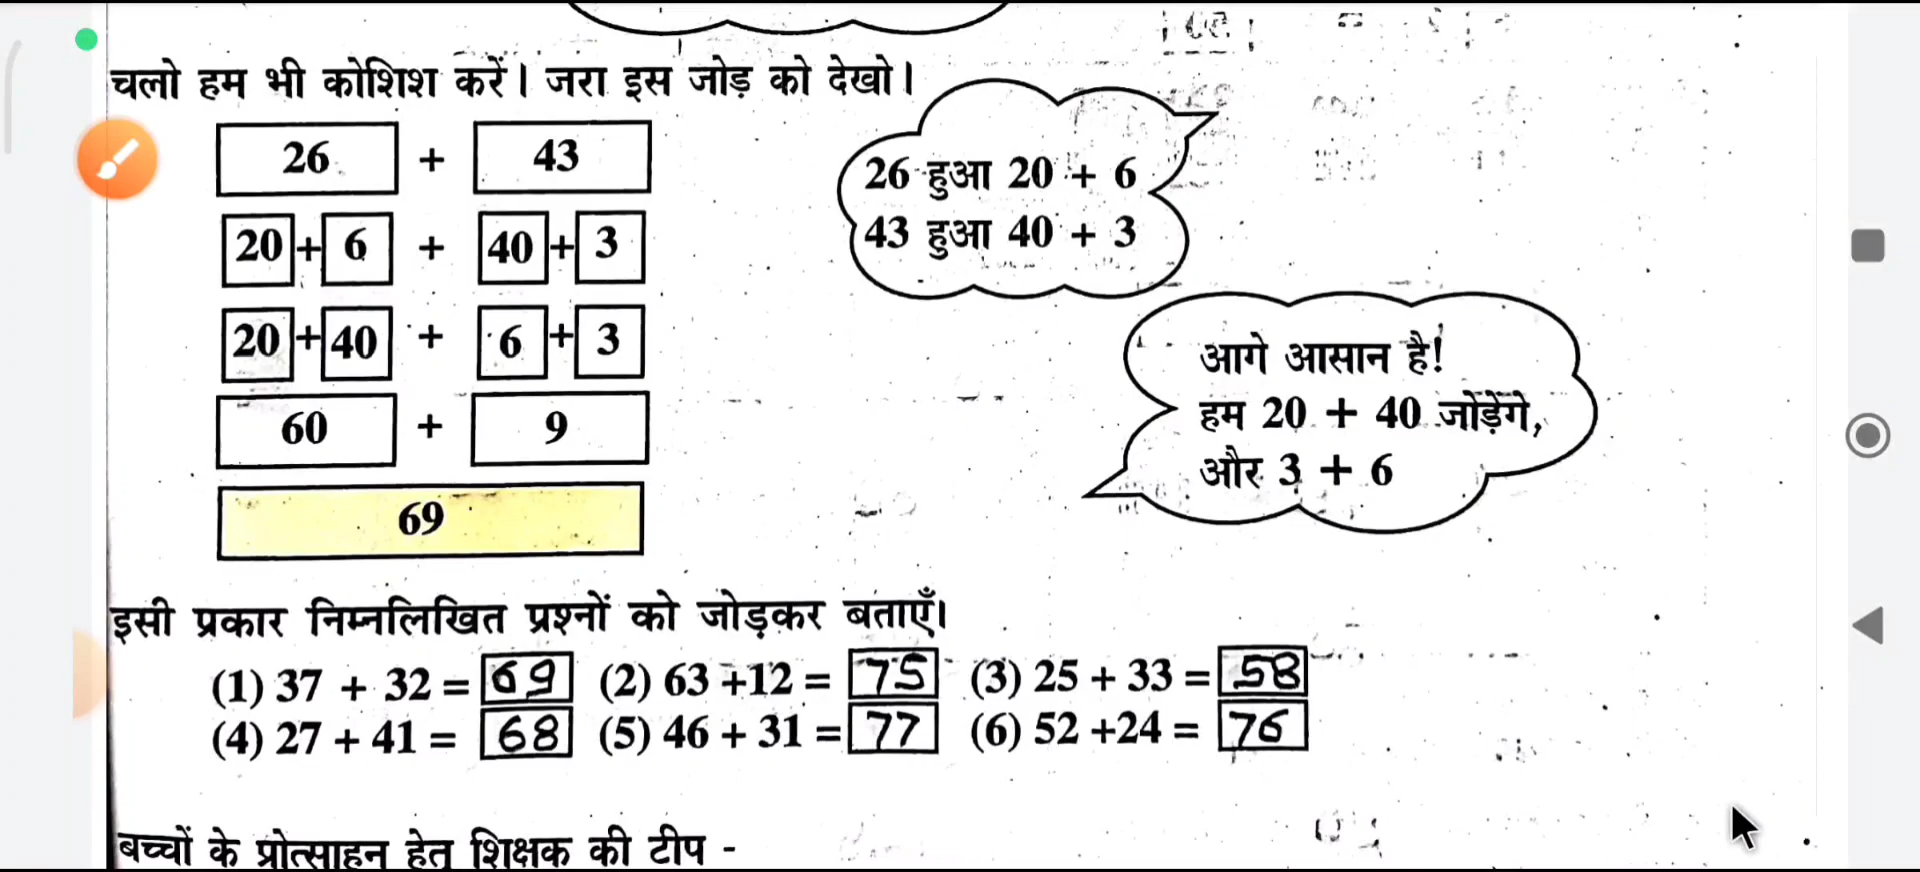 चलो हम भी कोशिश करें। जरा इस जोड़ को देखो।
26 + 43
20 + 6 + 40 + 3
20 + 40 + 6 + 3
60 + 9
69
26 हुआ 20 + 6
43 हुआ 40 + 3
आगे आसान है!
हम 20 + 40 जोड़ेंगे,
और 3 + 6
इसी प्रकार निम्नलिखित प्रश्नों को जोड़कर बताएँ।
(1) 37 + 32 = 69 (2) 63 +12 = 75 (3) 25 + 33 = 58
(4) 27 + 41 = 68 (5) 46 + 31 = 77 (6) 52 +24 = 76
बच्चों के प्रोत्साहन हेतु शिक्षक की टीप -